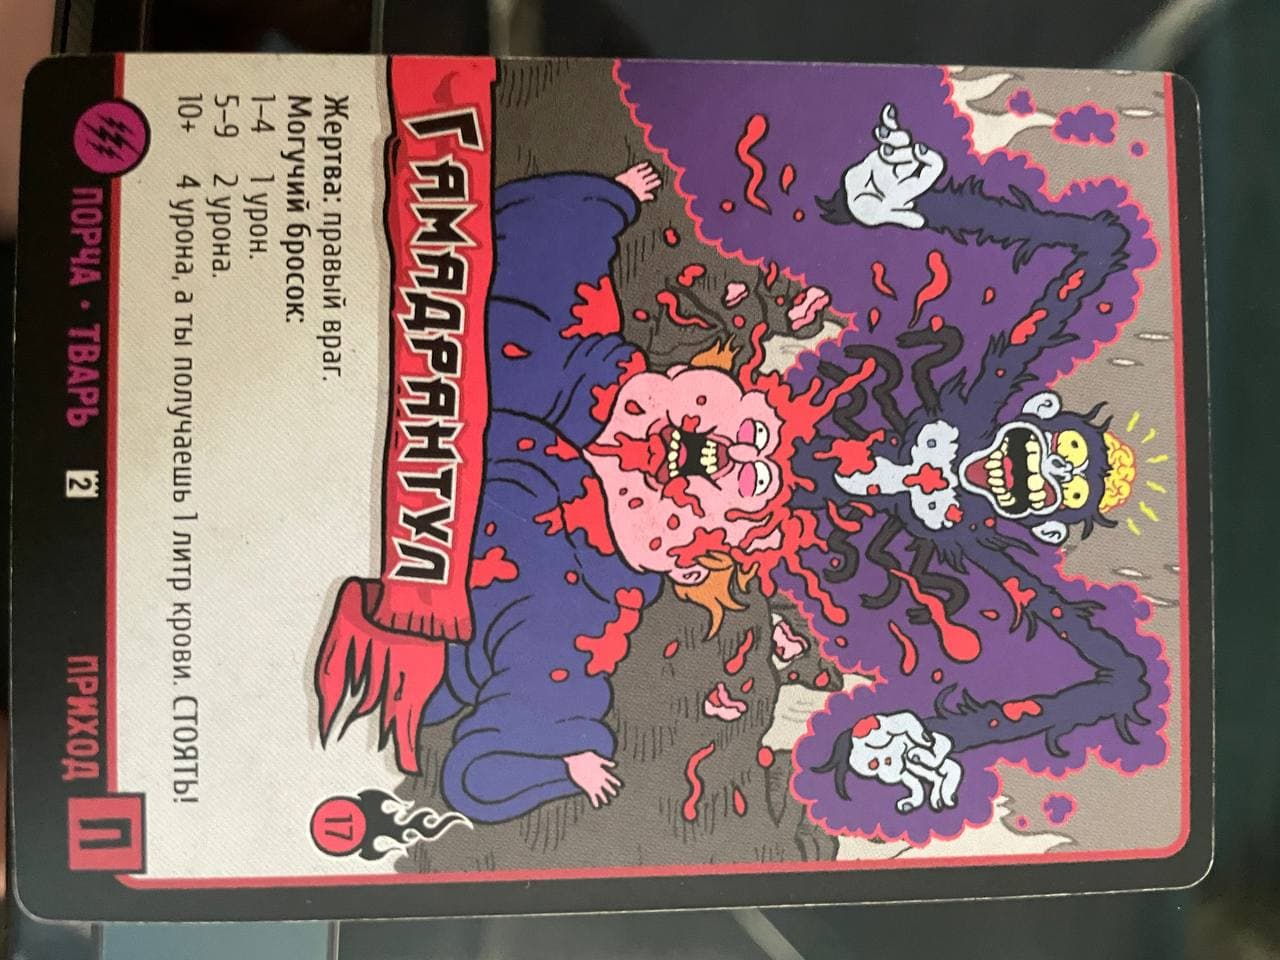 Гамадрантул
17
Жертва: правый враг.
Могучий бросок:
1–4 1 урон.
5–9 2 урона.
10+ 4 урона, а ты получаешь 1 литр крови. СТОЯТЬ!
ПОРЧА · ТВАРЬ 2 ПРИХОД П